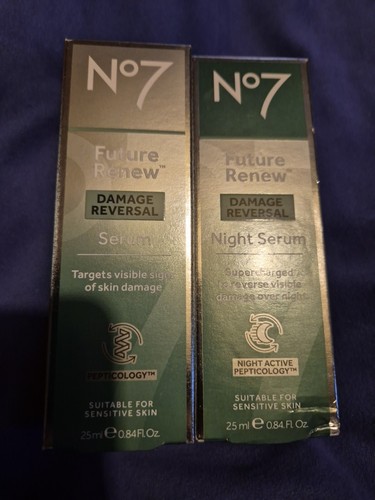 No7
Future
Renew™
DAMAGE
REVERSAL
Serum
Targets visible sig
of skin damage
PEPTICOLOGY™
SUITABLE FOR
SENSITIVE SKIN
25ml ℮ 0.84Fl.Oz.
No7
Future
Renew™
DAMAGE
REVERSAL
Night Serum
Supercharged to
reverse visible
damage over night
NIGHT ACTIVE
PEPTICOLOGY™
SUITABLE FOR
SENSITIVE SKIN
25ml ℮ 0.84Fl.Oz.